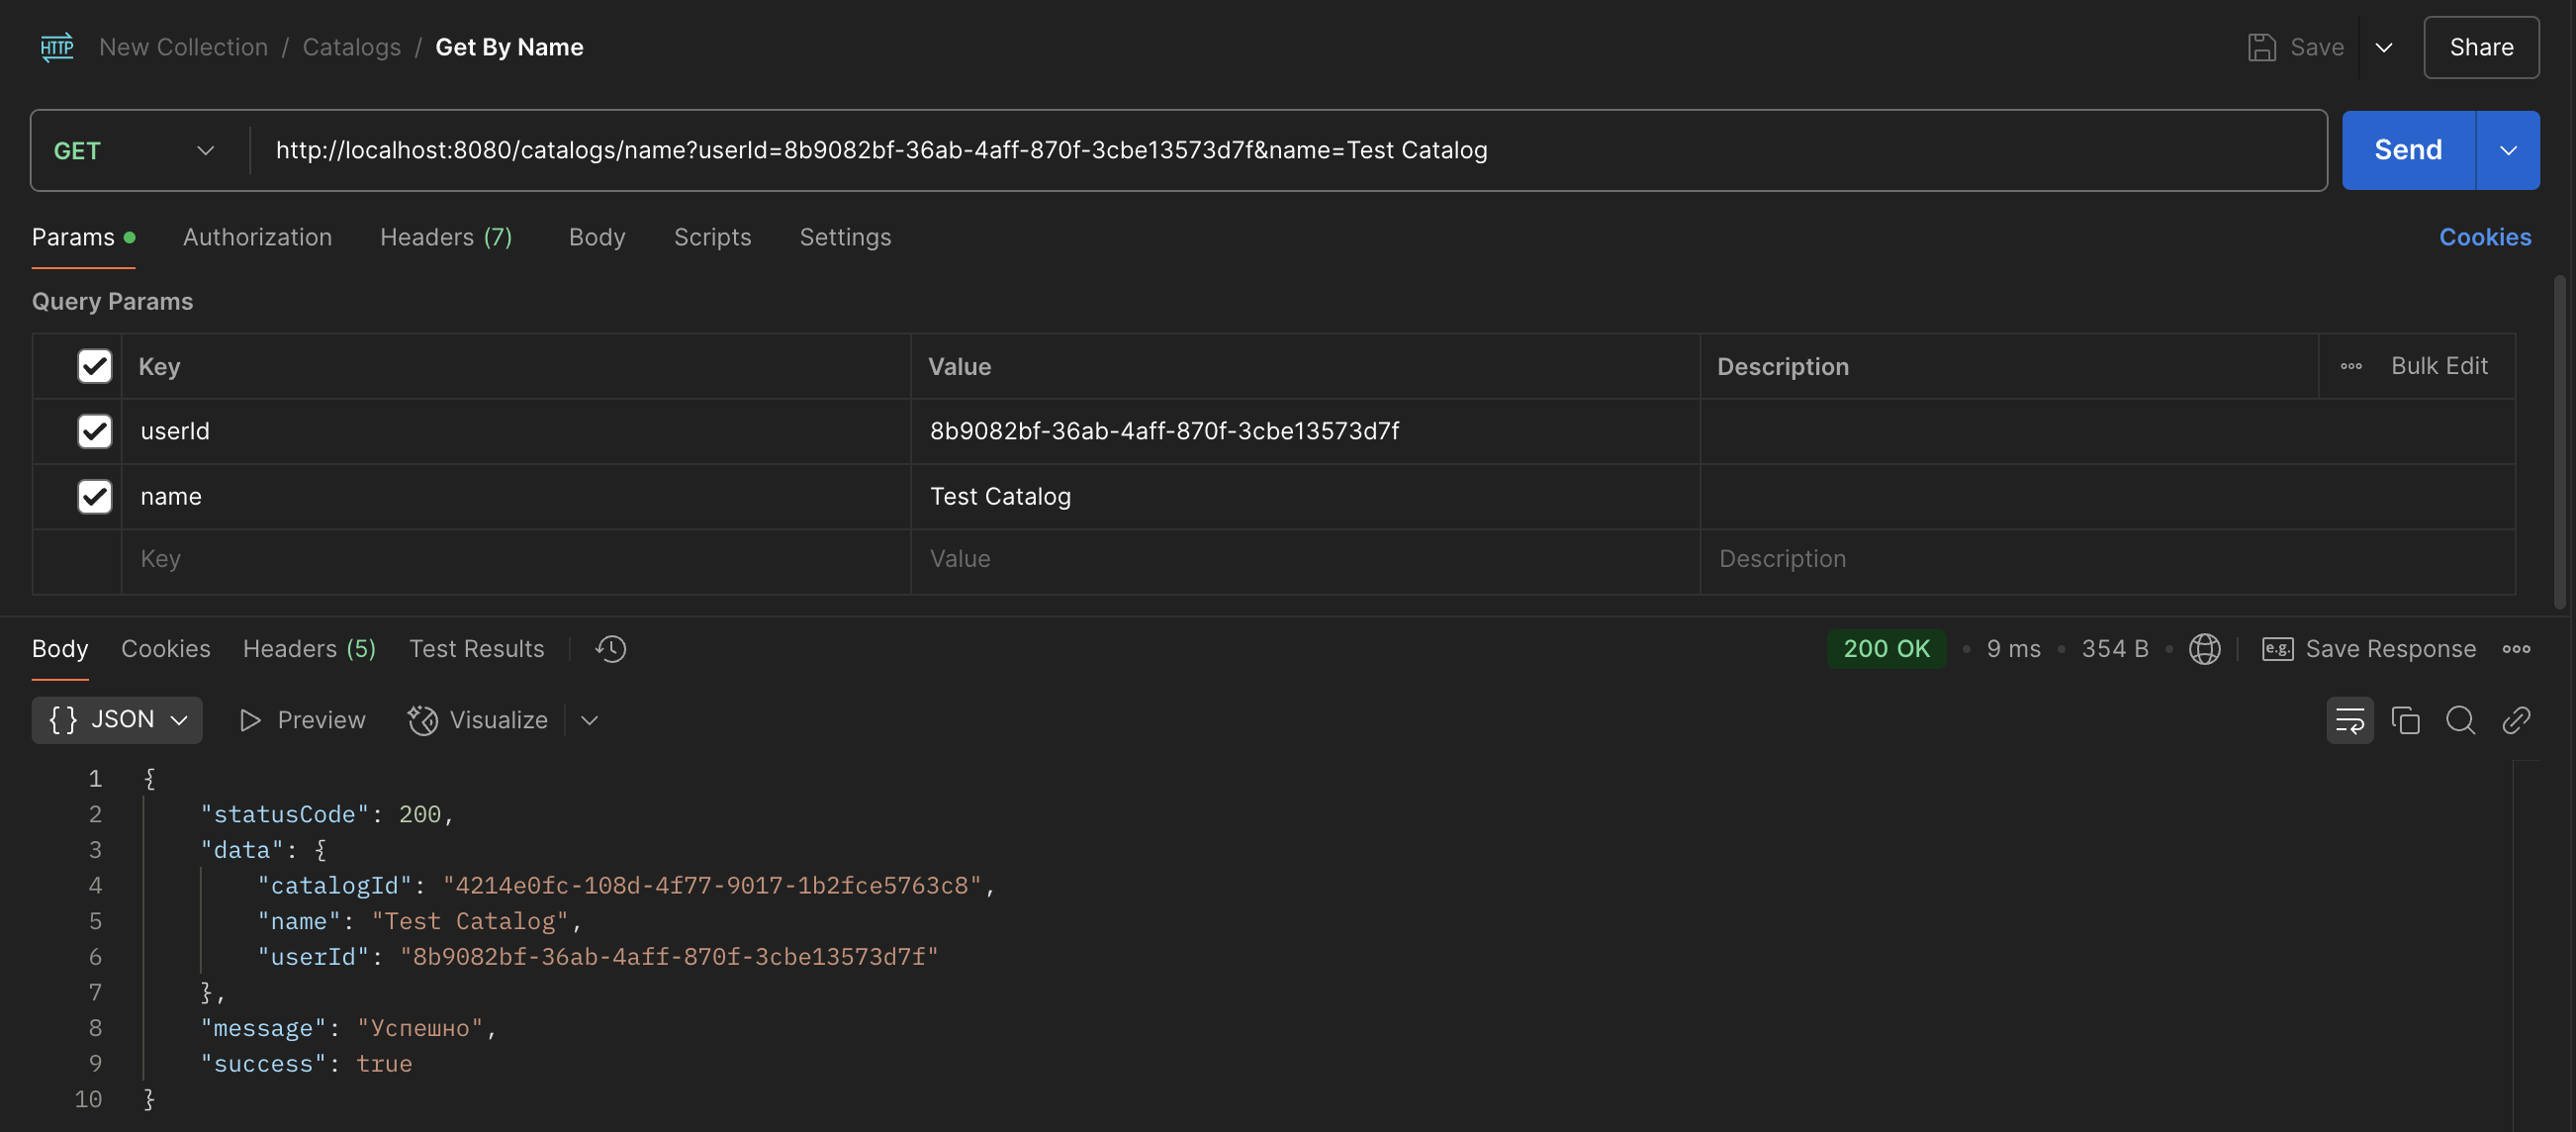 HTTP New Collection / Catalogs / Get By Name Save Share
GET http://localhost:8080/catalogs/name?userId=8b9082bf-36ab-4aff-870f-3cbe13573d7f&name=Test Catalog Send
Params Authorization Headers (7) Body Scripts Settings Cookies
Query Params
Key Value Description Bulk Edit
userId 8b9082bf-36ab-4aff-870f-3cbe13573d7f
name Test Catalog
Key Value Description
Body Cookies Headers (5) Test Results 200 OK • 9 ms • 354 B • e.g. Save Response
{} JSON Preview Visualize
1 {
2 "statusCode": 200,
3 "data": {
4 "catalogId": "4214e0fc-108d-4f77-9017-1b2fce5763c8",
5 "name": "Test Catalog",
6 "userId": "8b9082bf-36ab-4aff-870f-3cbe13573d7f"
7 },
8 "message": "Успешно",
9 "success": true
10 }